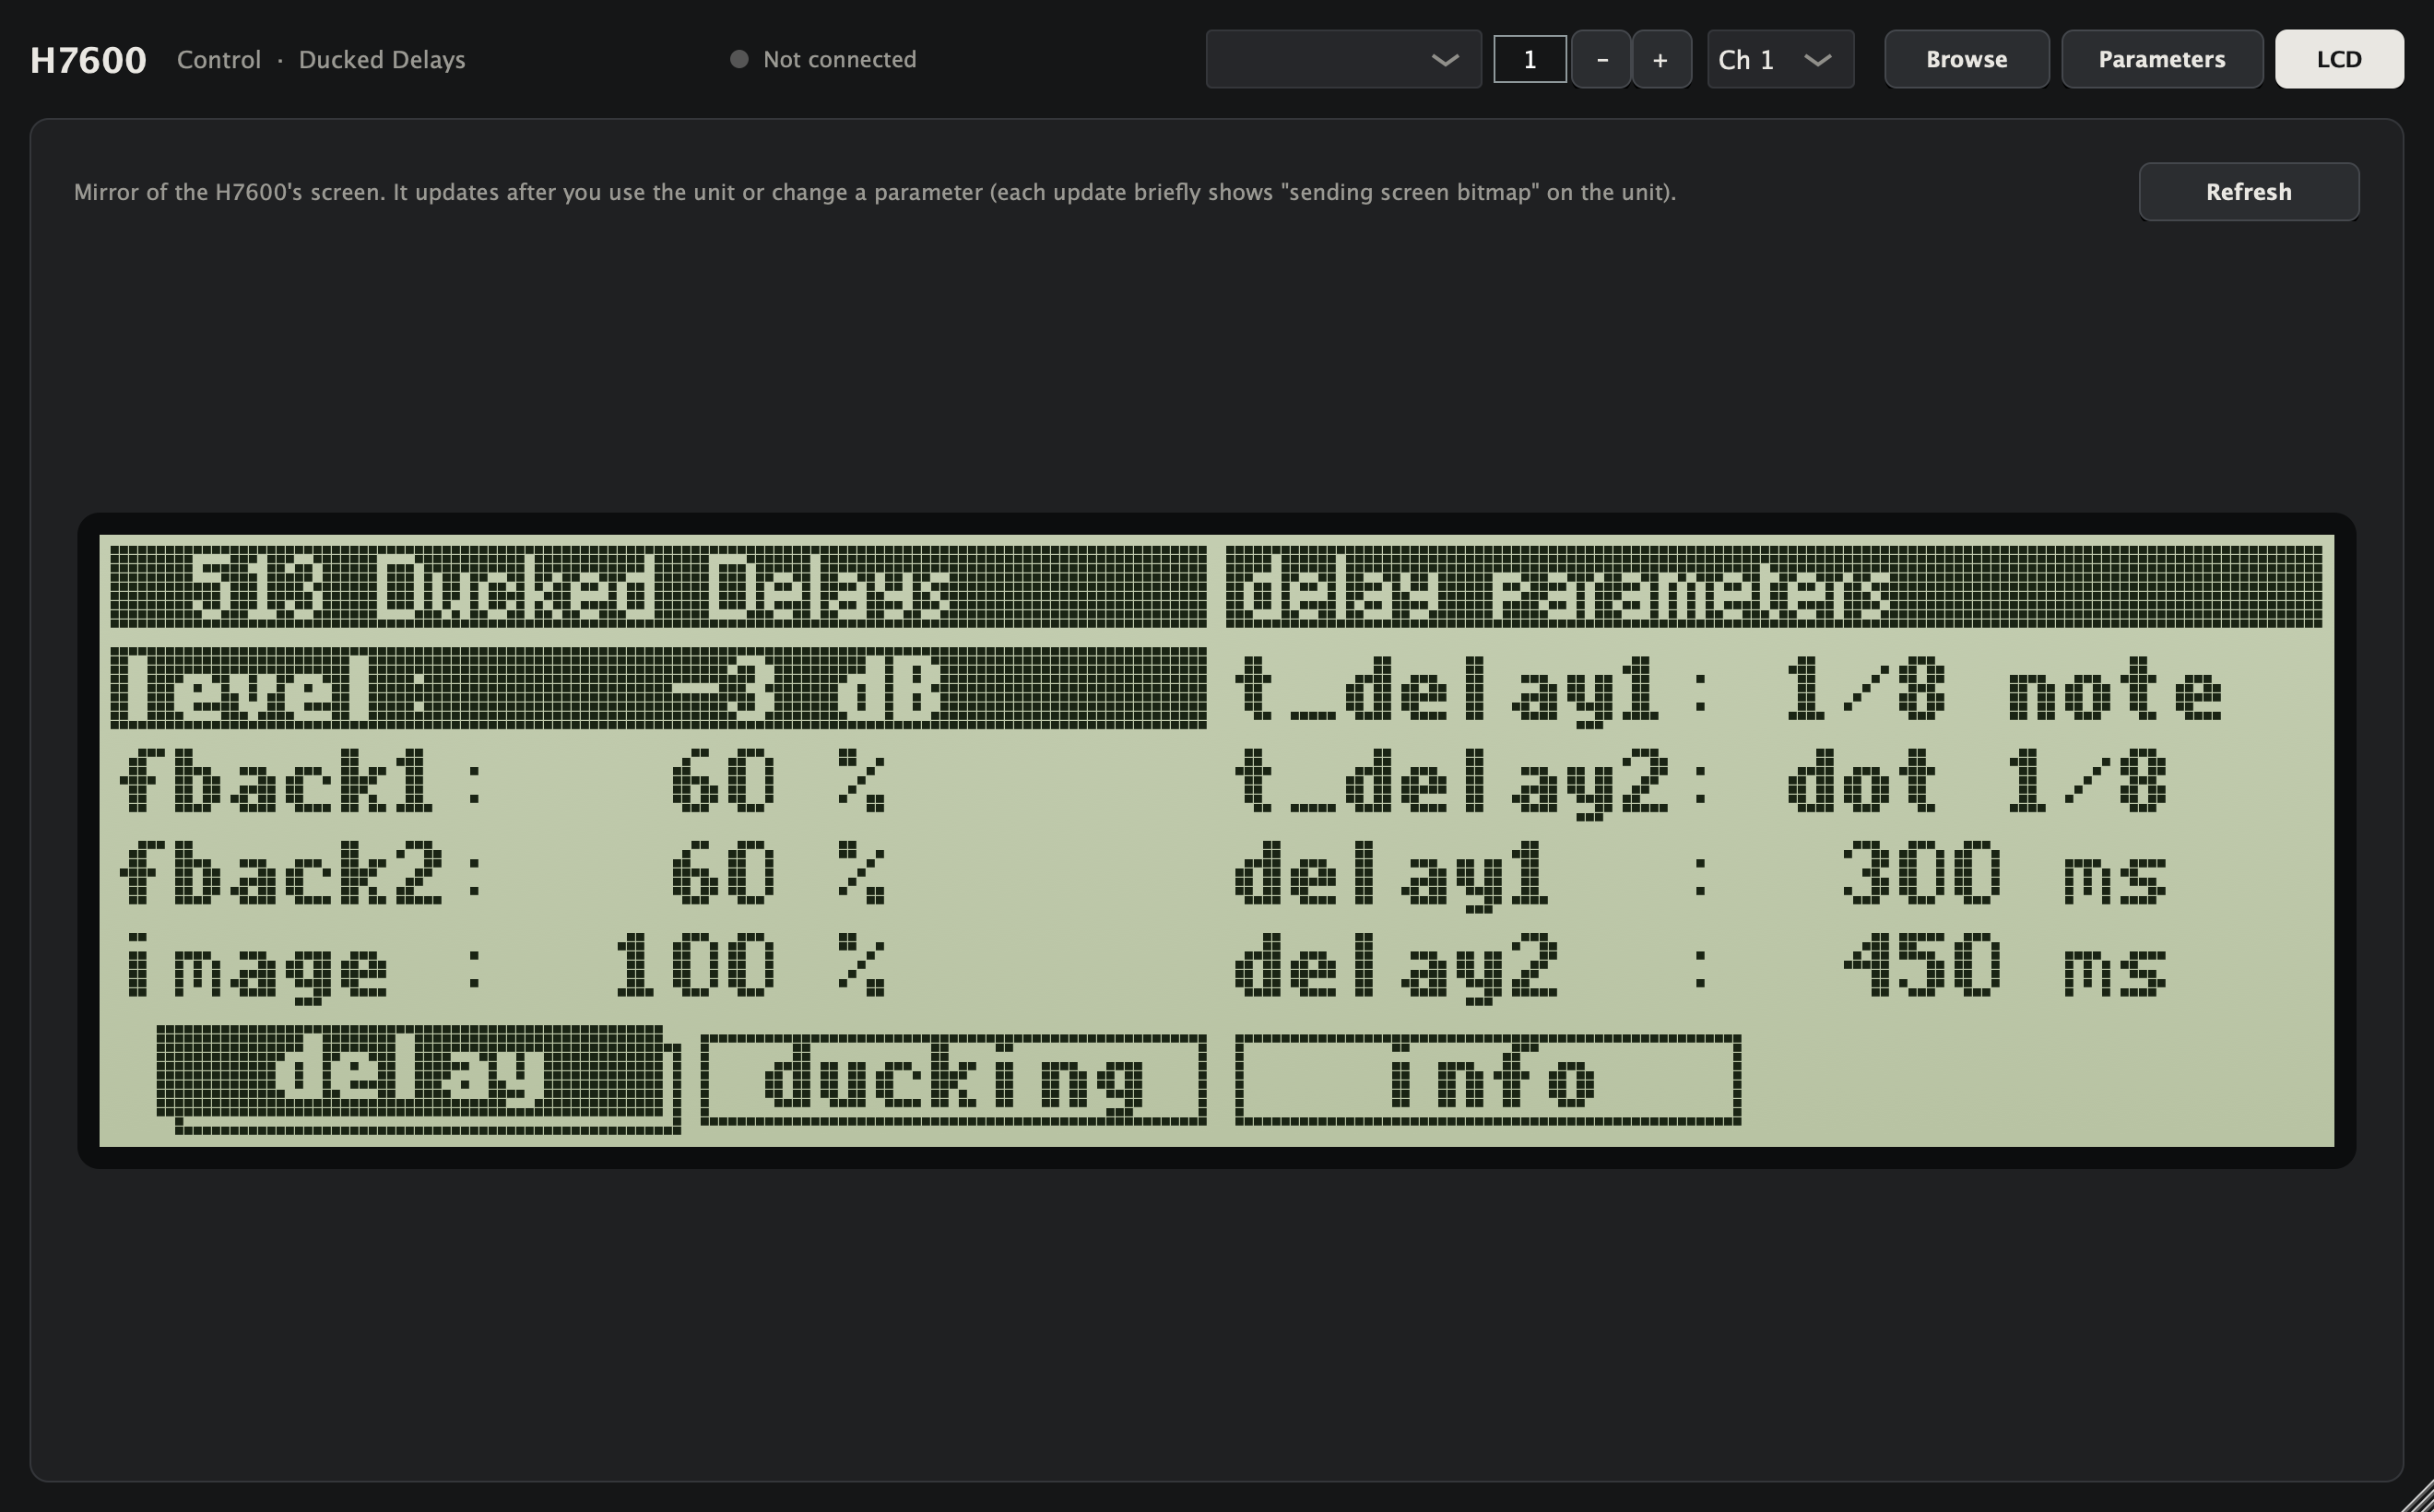 H7600 Control · Ducked Delays Not connected 1 - + Ch 1 Browse Parameters LCD
Mirror of the H7600's screen. It updates after you use the unit or change a parameter (each update briefly shows "sending screen bitmap" on the unit). Refresh
513 Ducked Delays delay parameters
level: -3 dB t_delay1: 1/8 note
fback1: 60 % t_delay2: dot 1/8
fback2: 60 % delay1 : 300 ms
image : 100 % delay2 : 450 ms
delay ducking info